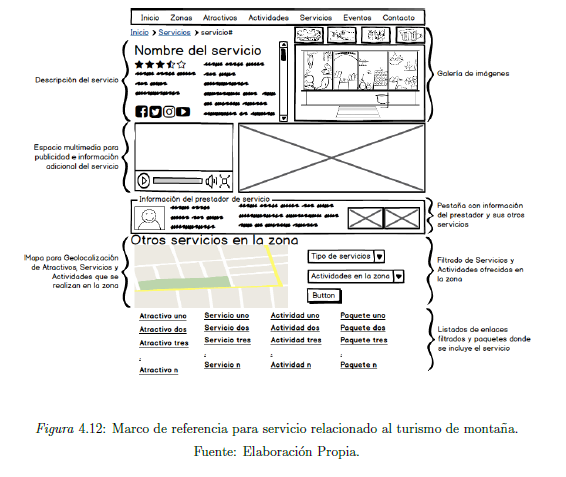 Inicio Zonas Atractivos Actividades Servicios Eventos Contacto
Inicio > Servicios > servicio#
Nombre del servicio
Descripción del servicio
Galería de imágenes
Espacio multimedia para
publicidad e información
adicional del servicio
Información del prestador de servicio
Pestaña con información
del prestador y sus otros
servicios
Otros servicios en la zona
Mapa para Geolocalización
de Atractivos, Servicios y
Actividades que se
realizan en la zona
Tipo de servicios
Actividades en la zona
Button
Filtrado de Servicios y
Actividades ofrecidas en
la zona
Atractivo uno Servicio uno Actividad uno Paquete uno
Atractivo dos Servicio dos Actividad dos Paquete dos
Atractivo tres Servicio tres Actividad tres Paquete tres
. . . .
Atractivo n Servicio n Actividad n Paquete n
Listados de enlaces
filtrados y paquetes donde
se incluye el servicio
Figura 4.12: Marco de referencia para servicio relacionado al turismo de montaña.
Fuente: Elaboración Propia.